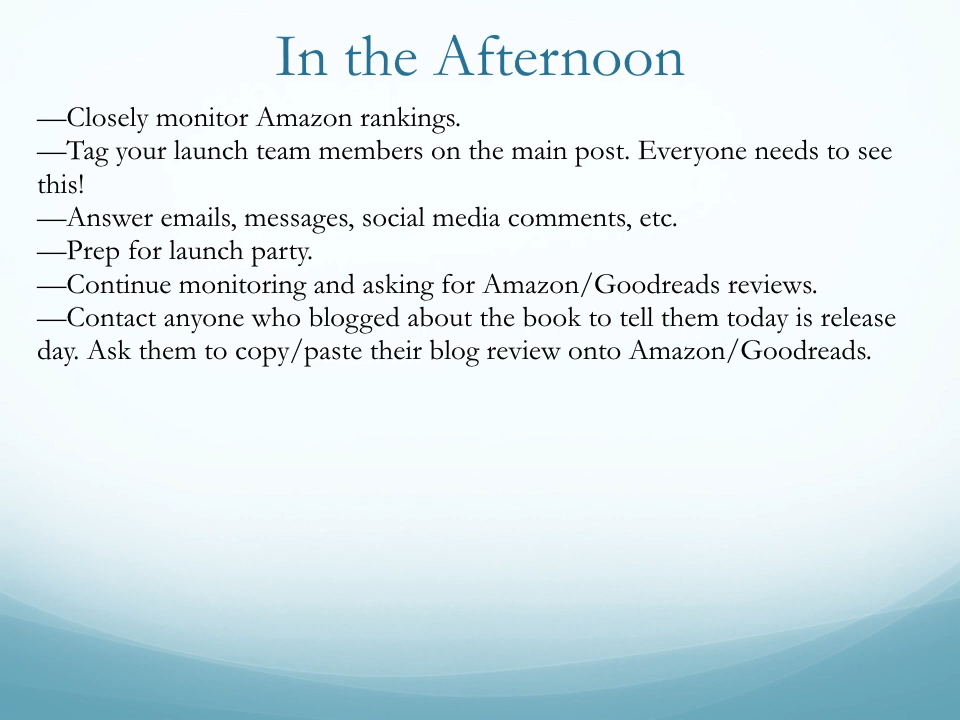 In the Afternoon
—Closely monitor Amazon rankings.
—Tag your launch team members on the main post. Everyone needs to see
this!
—Answer emails, messages, social media comments, etc.
—Prep for launch party.
—Continue monitoring and asking for Amazon/Goodreads reviews.
—Contact anyone who blogged about the book to tell them today is release
day. Ask them to copy/paste their blog review onto Amazon/Goodreads.